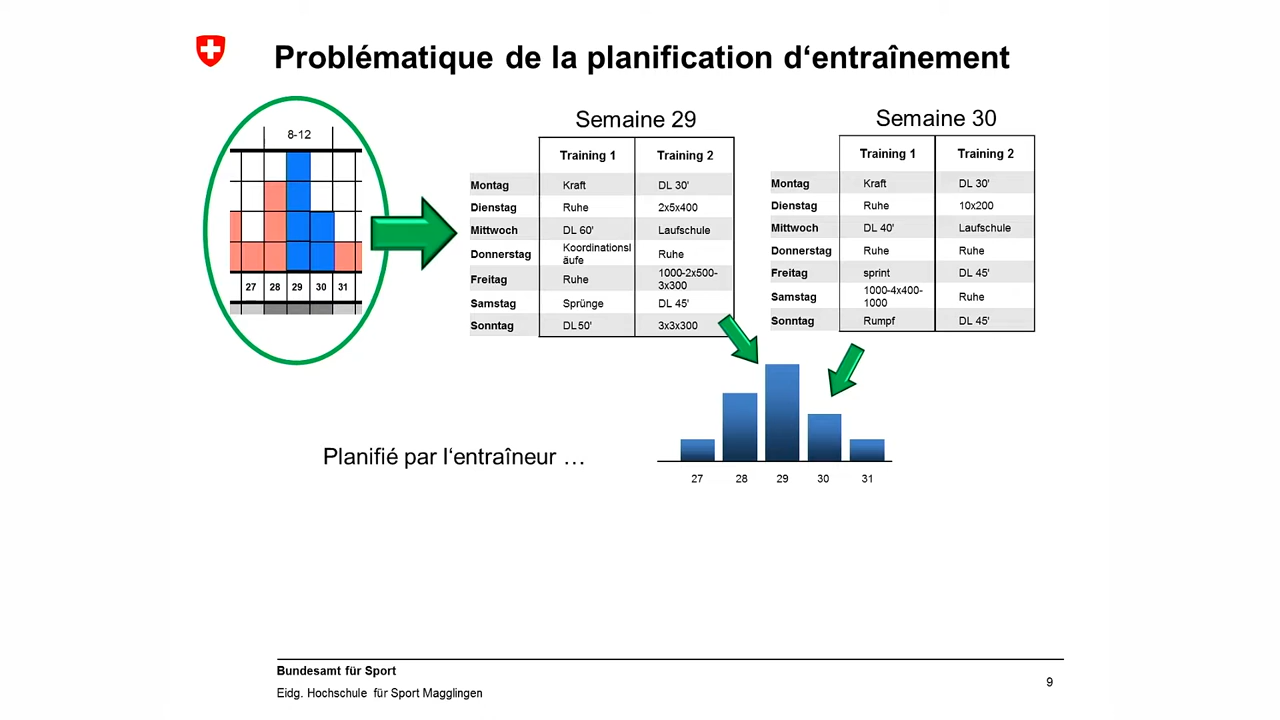 Problématique de la planification d‘entraînement
8-12
27 28 29 30 31
Semaine 29
Training 1 Training 2
Montag Kraft DL 30'
Dienstag Ruhe 2x5x400
Mittwoch DL 60' Laufschule
Donnerstag Koordinationsl
äufe Ruhe
Freitag Ruhe 1000-2x500-
3x300
Samstag Sprünge DL 45'
Sonntag DL 50' 3x3x300
Semaine 30
Training 1 Training 2
Montag Kraft DL 30'
Dienstag Ruhe 10x200
Mittwoch DL 40' Laufschule
Donnerstag Ruhe Ruhe
Freitag sprint DL 45'
Samstag 1000-4x400-
1000 Ruhe
Sonntag Rumpf DL 45'
Planifié par l‘entraîneur …
27 28 29 30 31
Bundesamt für Sport
Eidg. Hochschule für Sport Magglingen
9